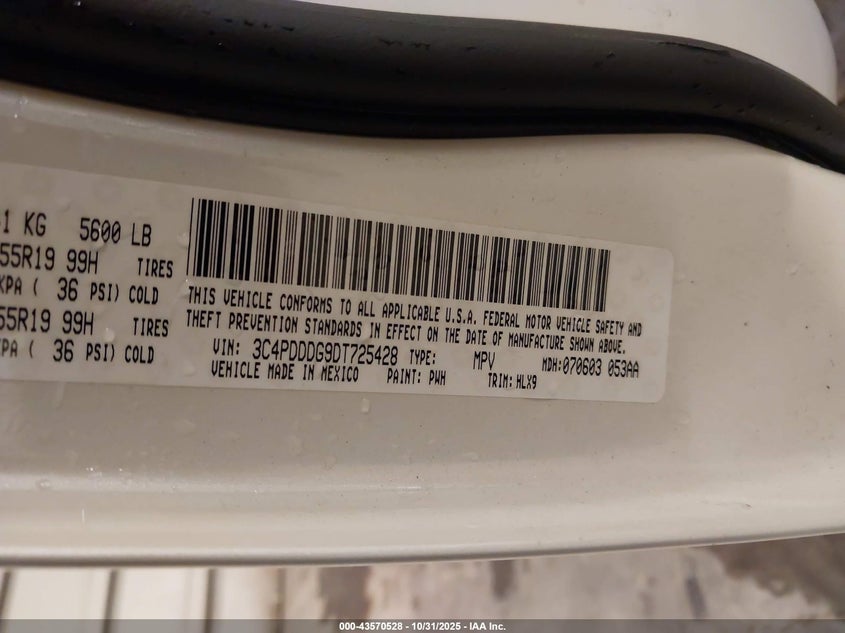 1 KG 5600 LB
55R19 99H TIRES
KPA ( 36 PSI) COLD
55R19 99H TIRES
PA ( 36 PSI) COLD
THIS VEHICLE CONFORMS TO ALL APPLICABLE U.S.A. FEDERAL MOTOR VEHICLE SAFETY AND
THEFT PREVENTION STANDARDS IN EFFECT ON THE DATE OF MANUFACTURE SHOWN ABOVE.
VIN: 3C4PDDDG9DT725428 TYPE: MPV MDH:070603 053AA
VEHICLE MADE IN MEXICO PAINT: PWH TRIM: HLX9
000-43570528 | 10/31/2025 – IAA Inc.